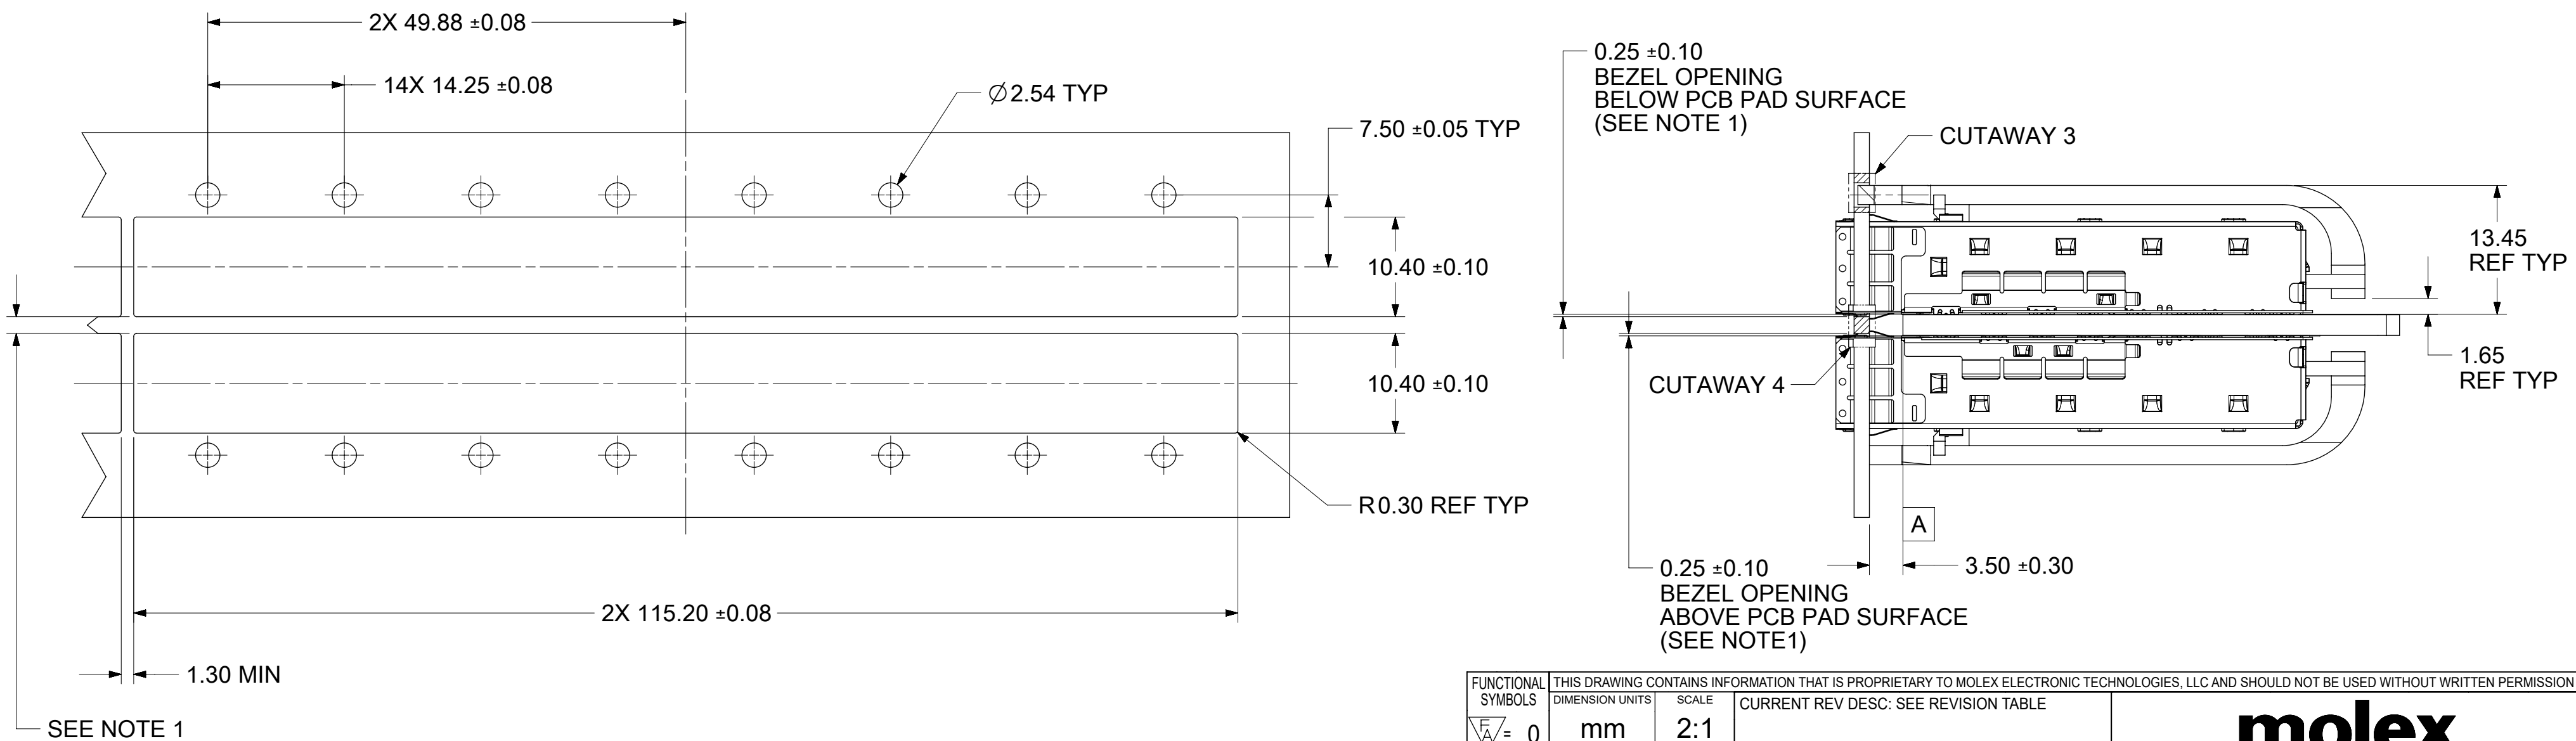 2X 49.88 ±0.08
14X 14.25 ±0.08
Ø2.54 TYP
7.50 ±0.05 TYP
10.40 ±0.10
10.40 ±0.10
R0.30 REF TYP
2X 115.20 ±0.08
1.30 MIN
SEE NOTE 1
0.25 ±0.10
BEZEL OPENING
BELOW PCB PAD SURFACE
(SEE NOTE 1)
CUTAWAY 3
13.45
REF TYP
1.65
REF TYP
CUTAWAY 4
A
3.50 ±0.30
0.25 ±0.10
BEZEL OPENING
ABOVE PCB PAD SURFACE
(SEE NOTE1)
FUNCTIONAL
SYMBOLS
F
A
= 0
THIS DRAWING CONTAINS INFORMATION THAT IS PROPRIETARY TO MOLEX ELECTRONIC TECHNOLOGIES, LLC AND SHOULD NOT BE USED WITHOUT WRITTEN PERMISSION
DIMENSION UNITS
mm
SCALE
2:1
CURRENT REV DESC: SEE REVISION TABLE
molex